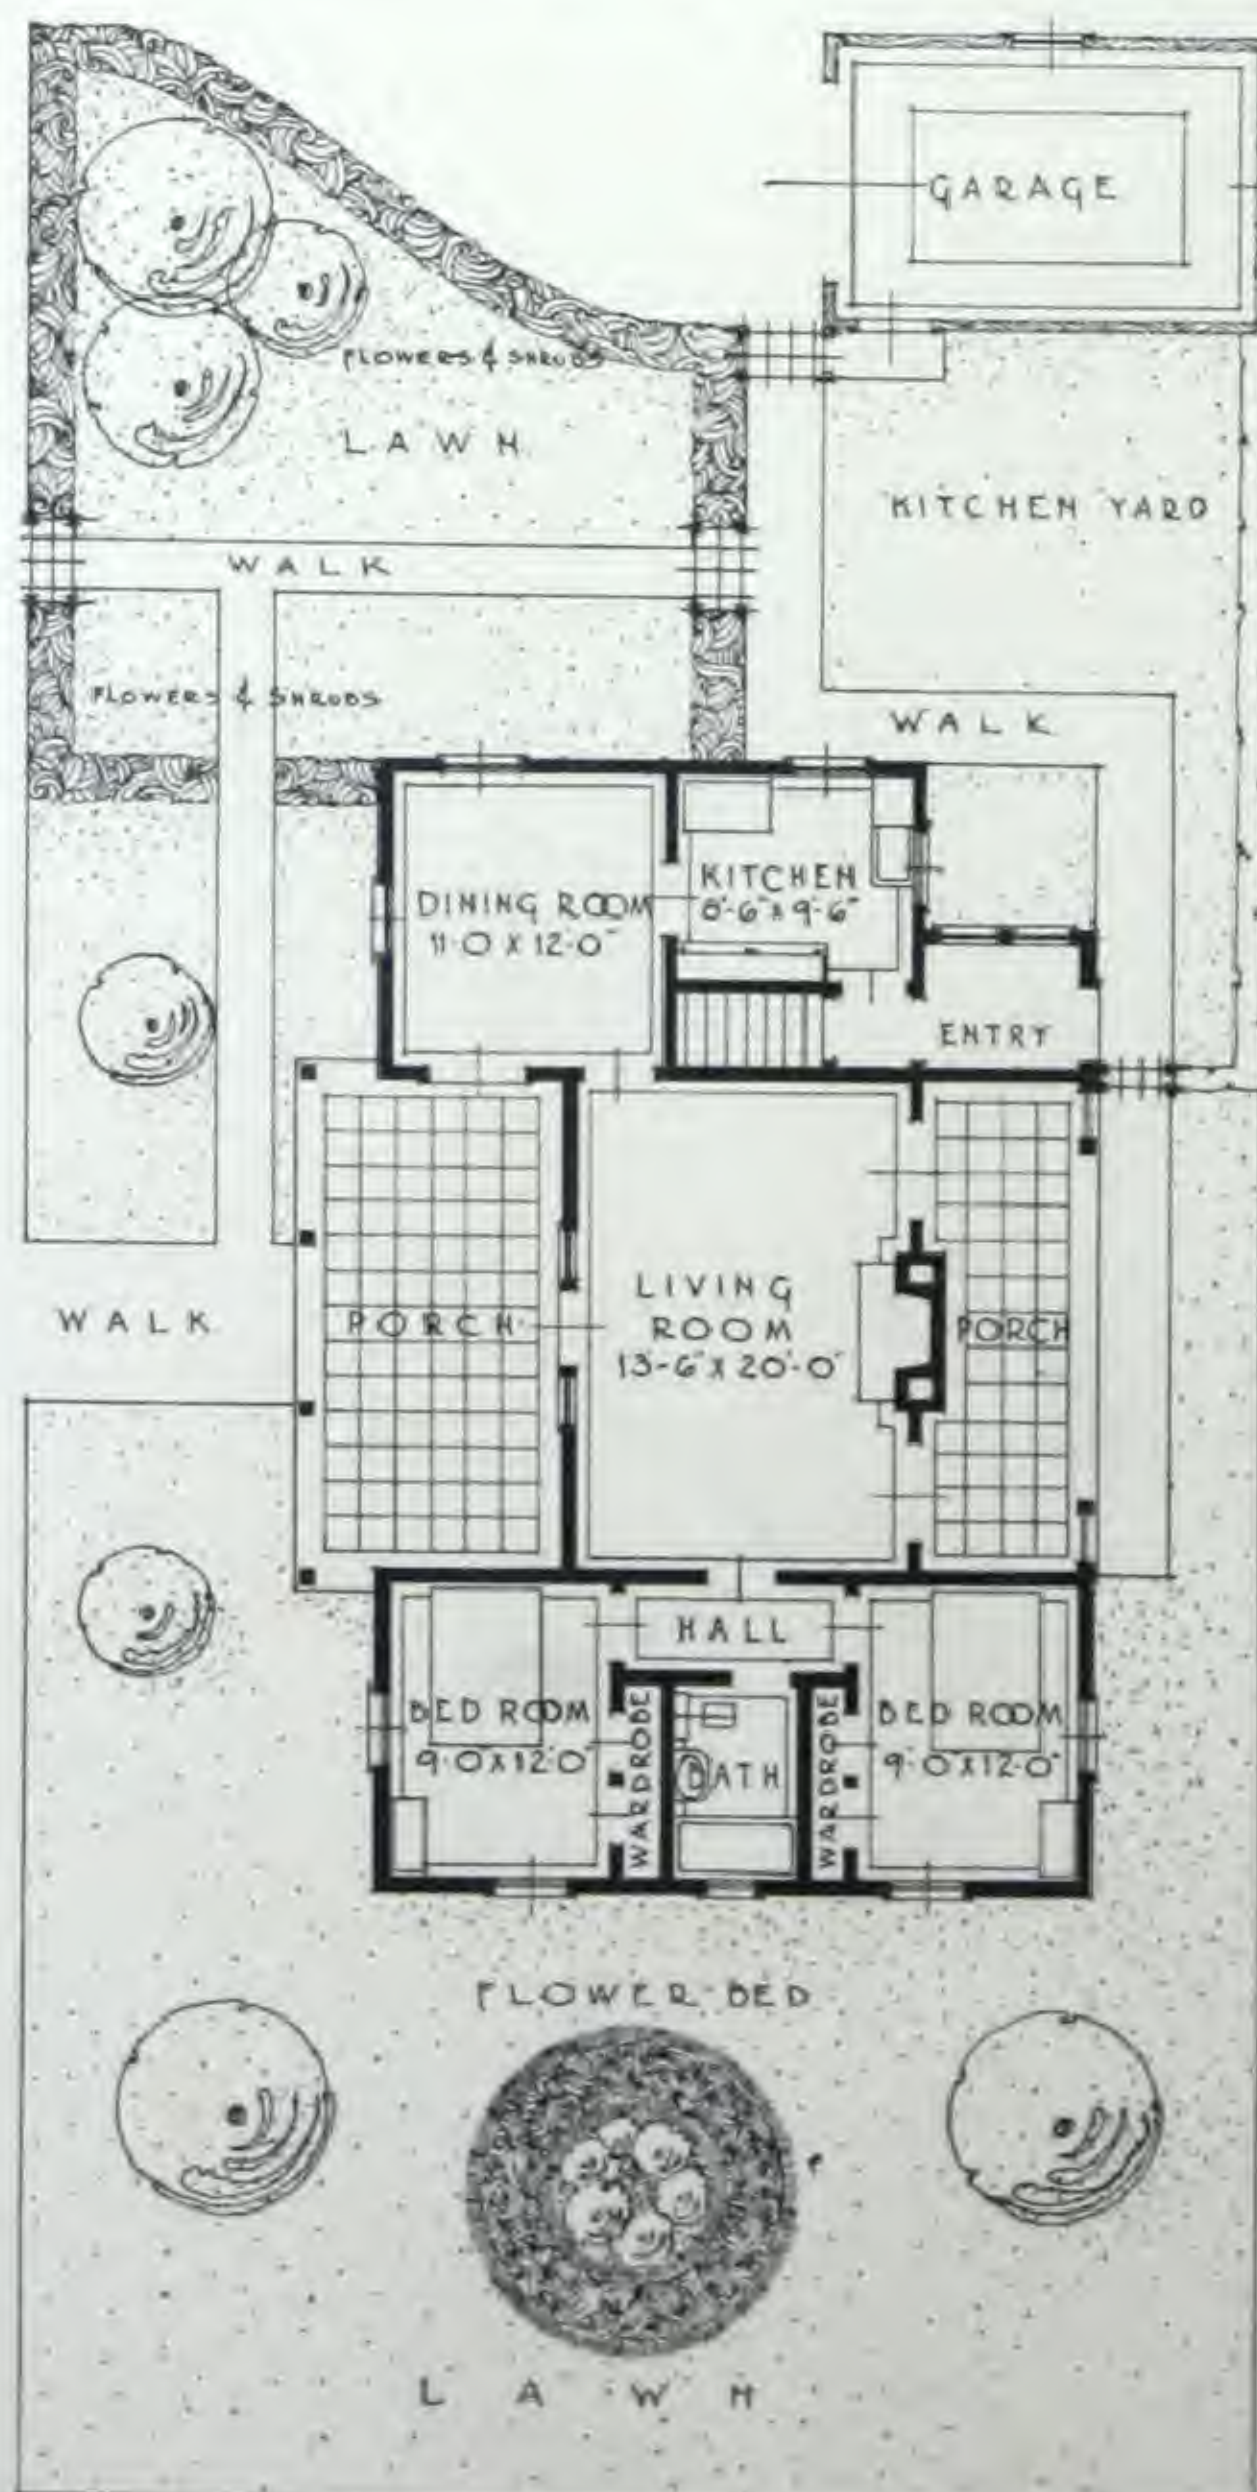 GARAGE
FLOWERS & SHRUBS
LAWN
KITCHEN YARD
WALK
FLOWERS & SHRUBS
WALK
KITCHEN
8'-6" X 9'-6"
DINING ROOM
11-0 X 12-0"
ENTRY
LIVING
ROOM
13-6" X 20'-0"
WALK
PORCH
PORCH
HALL
BED ROOM
9'-0" X 12'-0"
WARDROBE
BATH
WARDROBE
BED ROOM
9'-0" X 12'-0"
FLOWER BED
LAWN